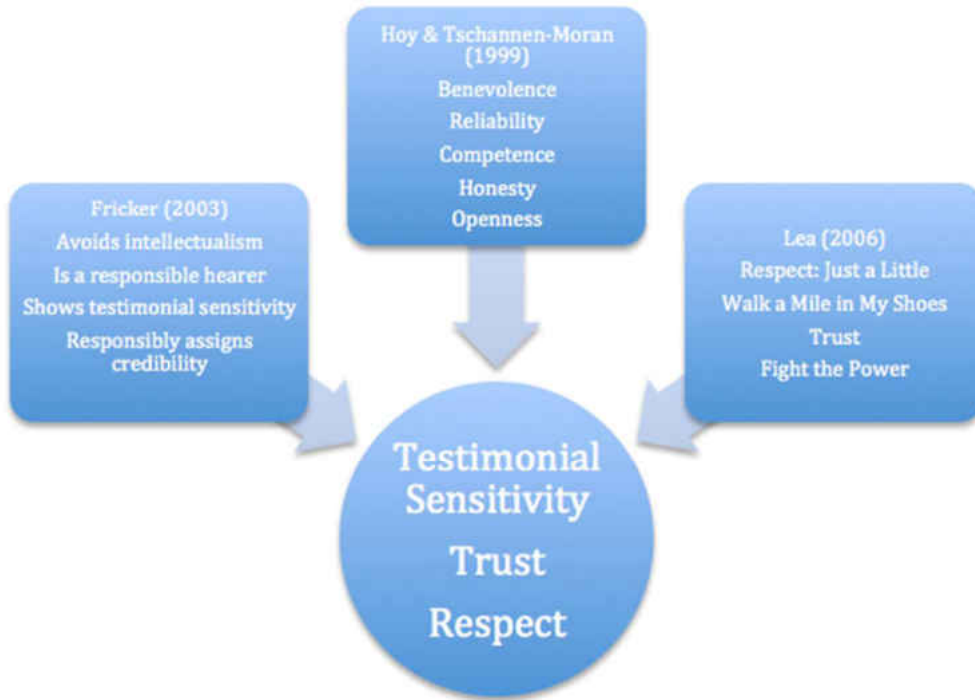 Hoy & Tschannen-Moran
(1999)
Benevolence
Reliability
Competence
Honesty
Openness
Fricker (2003)
Avoids intellectualism
Is a responsible hearer
Shows testimonial sensitivity
Responsibly assigns
credibility
Lea (2006)
Respect: Just a Little
Walk a Mile in My Shoes
Trust
Fight the Power
Testimonial
Sensitivity
Trust
Respect